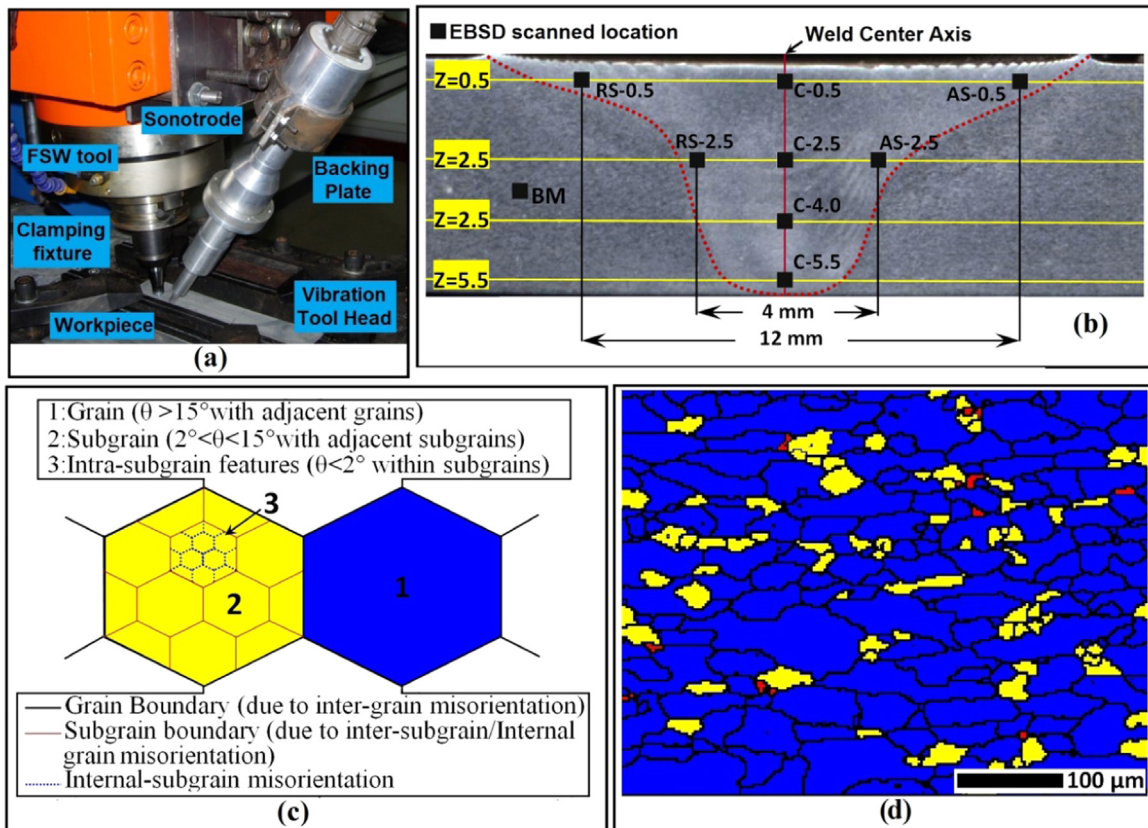 Sonotrode
FSW tool
Backing
Plate
Clamping
fixture
Vibration
Tool Head
Workpiece
(a)
EBSD scanned location
Weld Center Axis
Z=0.5
RS-0.5
C-0.5
AS-0.5
Z=2.5
RS-2.5
C-2.5
AS-2.5
BM
Z=2.5
C-4.0
Z=5.5
C-5.5
4 mm
12 mm
(b)
1:Grain (θ >15°with adjacent grains)
2:Subgrain (2°<θ<15°with adjacent subgrains)
3:Intra-subgrain features (θ<2° within subgrains)
3
2
1
Grain Boundary (due to inter-grain misorientation)
Subgrain boundary (due to inter-subgrain/Internal
grain misorientation)
Internal-subgrain misorientation
(c)
100 µm
(d)